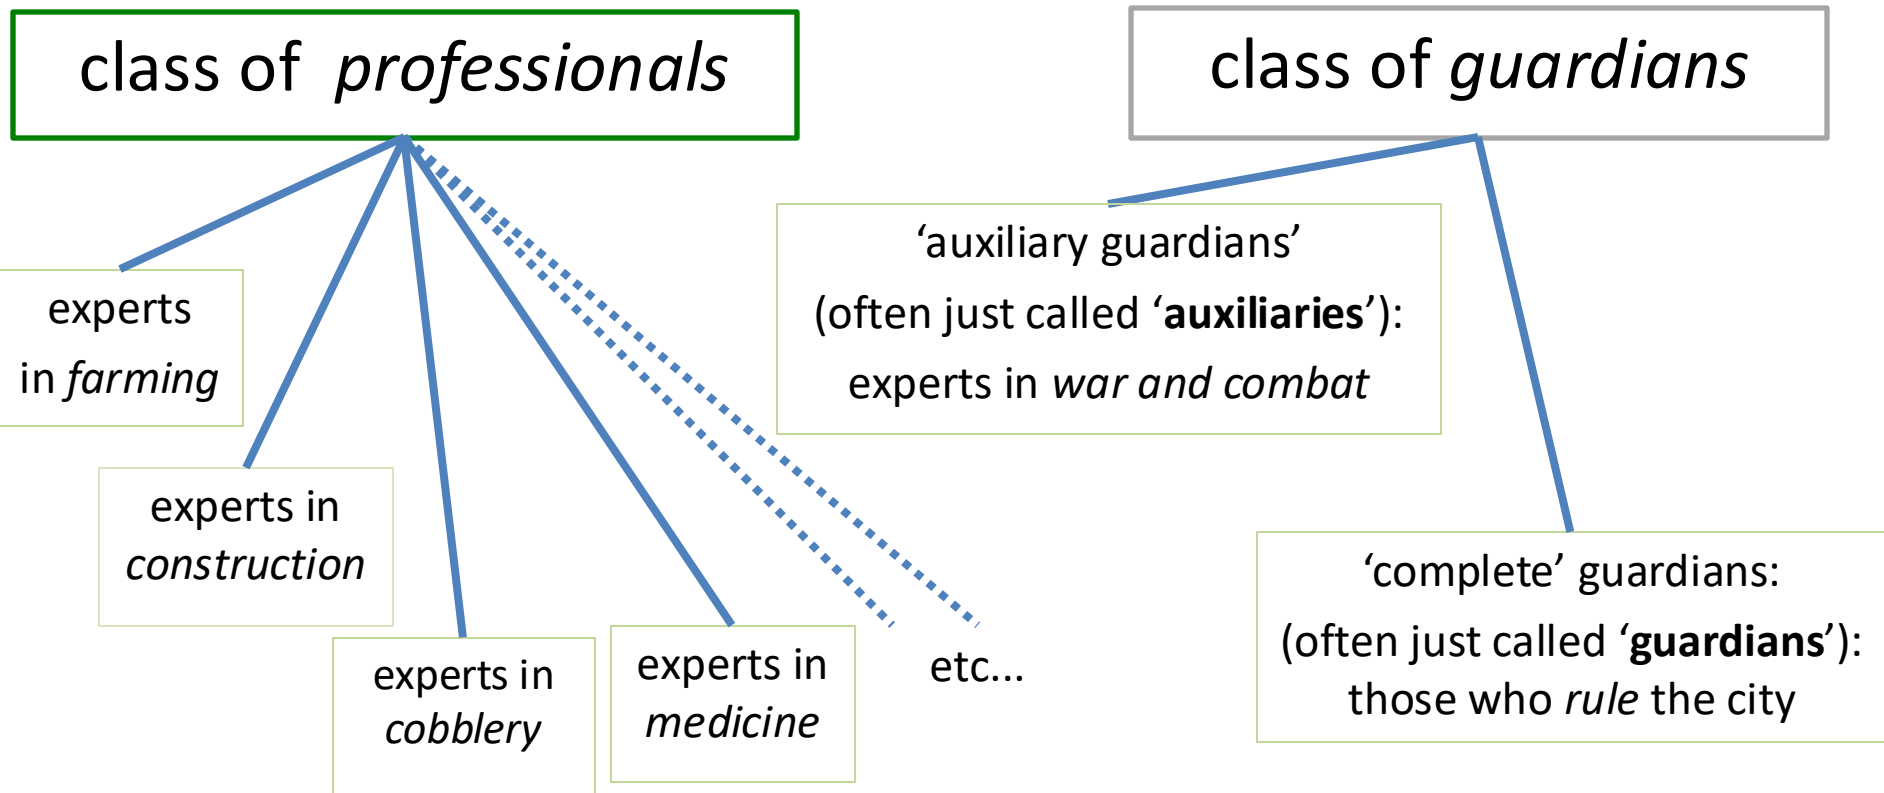 class of professionals
class of guardians
‘auxiliary guardians’
(often just called ‘auxiliaries’):
experts in war and combat
experts
in farming
experts in
construction
experts in
cobblery
experts in
medicine
etc...
‘complete’ guardians:
(often just called ‘guardians’):
those who rule the city